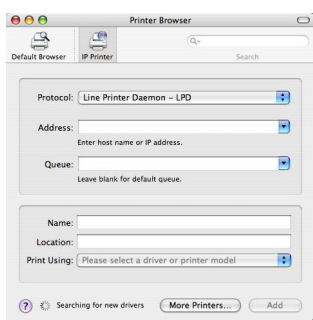 Printer Browser
Default Browser
IP Printer
Search
Protocol: Line Printer Daemon – LPD
Address:
Enter host name or IP address.
Queue:
Leave blank for default queue.
Name:
Location:
Print Using: Please select a driver or printer model
? Searching for new drivers More Printers... Add